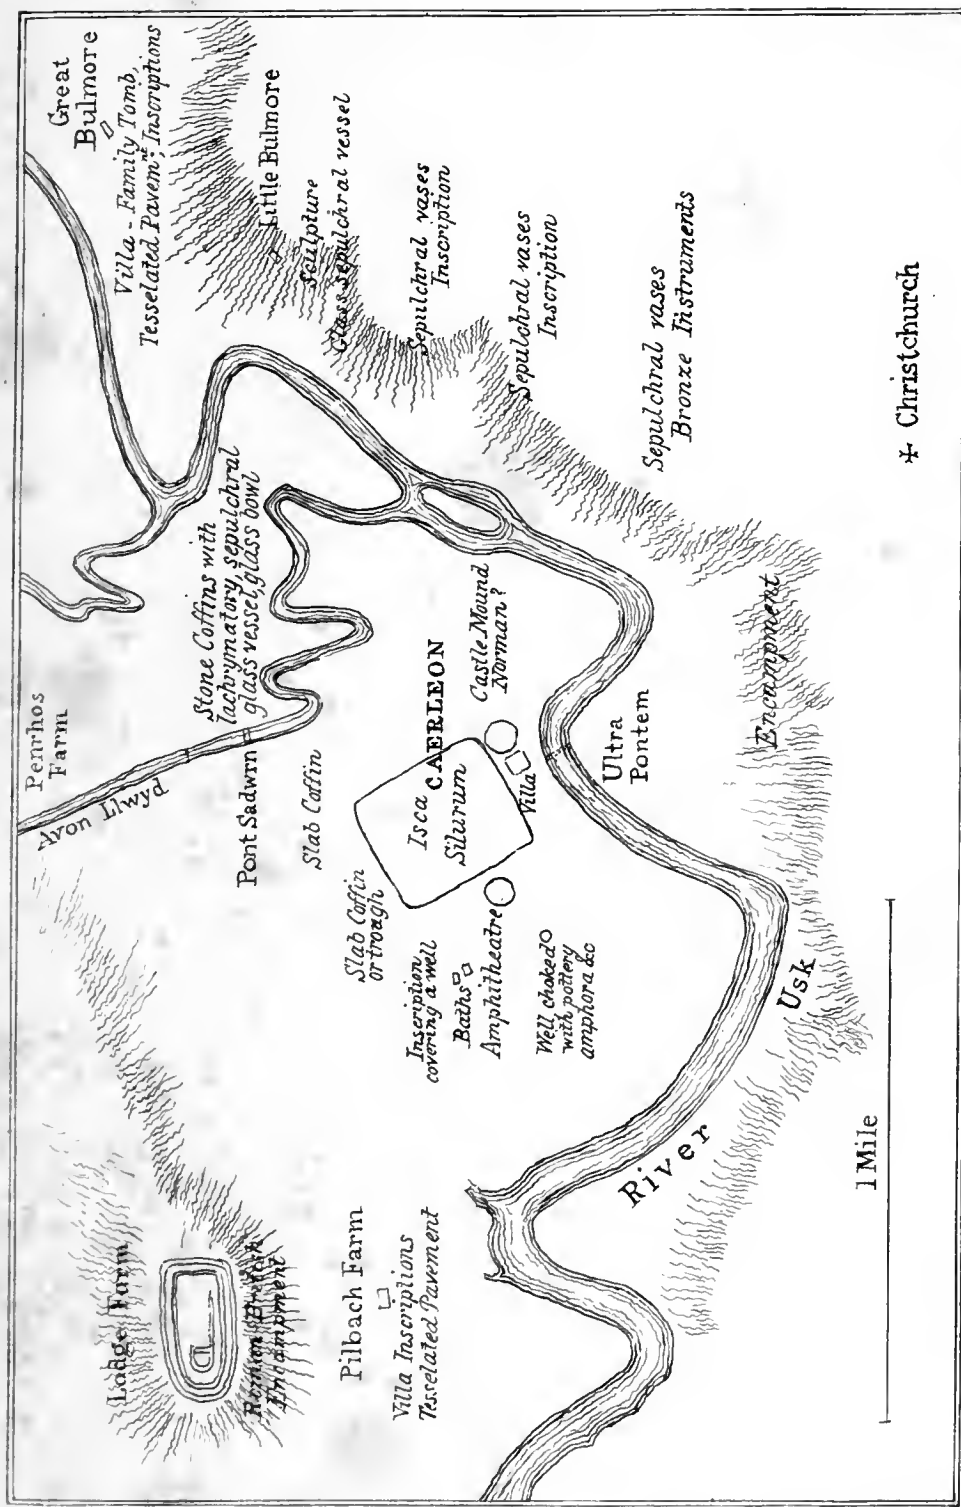 Great
Bulmore
Villa - Family Tomb,
Tesselated Pavem.nt, Inscriptions
Little Bulmore
Sculpture
Glass sepulchral vessel
Sepulchral vases
Inscription
Sepulchral vases
Inscription
Sepulchral vases
Bronze Instruments
Christchurch
Penrhos
Farm
Avon Llwyd
Stone Coffins with
lachrymatory, sepulchral
glass vessel, glass bowl
Pont Sadwrn
Slab Coffin
Slab Coffin
or trough
Isca
Silurum
CAERLEON
Castle Mound
Norman?
Villa
Ultra
Pontem
Encampment
Inscription
covering a well
Baths
Amphitheatre
Well choked
with pottery
amphora &c
River Usk
Lodge Farm
Roman British
Encampment
Pilbach Farm
Villa Inscriptions
Tesselated Pavement
1 Mile